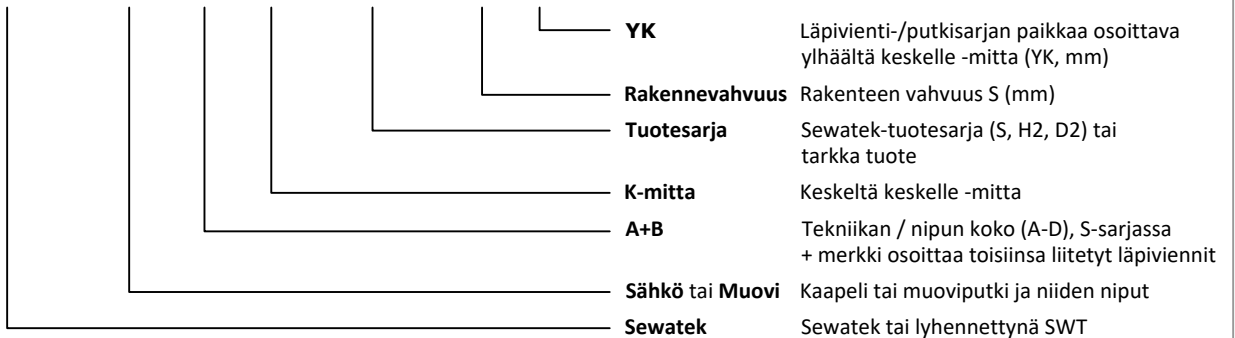 YK Läpivienti-/putkisarjan paikkaa osoittava
ylhäältä keskelle -mitta (YK, mm)
Rakennevahvuus Rakenteen vahvuus S (mm)
Tuotesarja Sewatek-tuotesarja (S, H2, D2) tai
tarkka tuote
K-mitta Keskeltä keskelle -mitta
A+B Tekniikan / nipun koko (A-D), S-sarjassa
+ merkki osoittaa toisiinsa liitetyt läpiviennit
Sähkö tai Muovi Kaapeli tai muoviputki ja niiden niput
Sewatek Sewatek tai lyhennettynä SWT